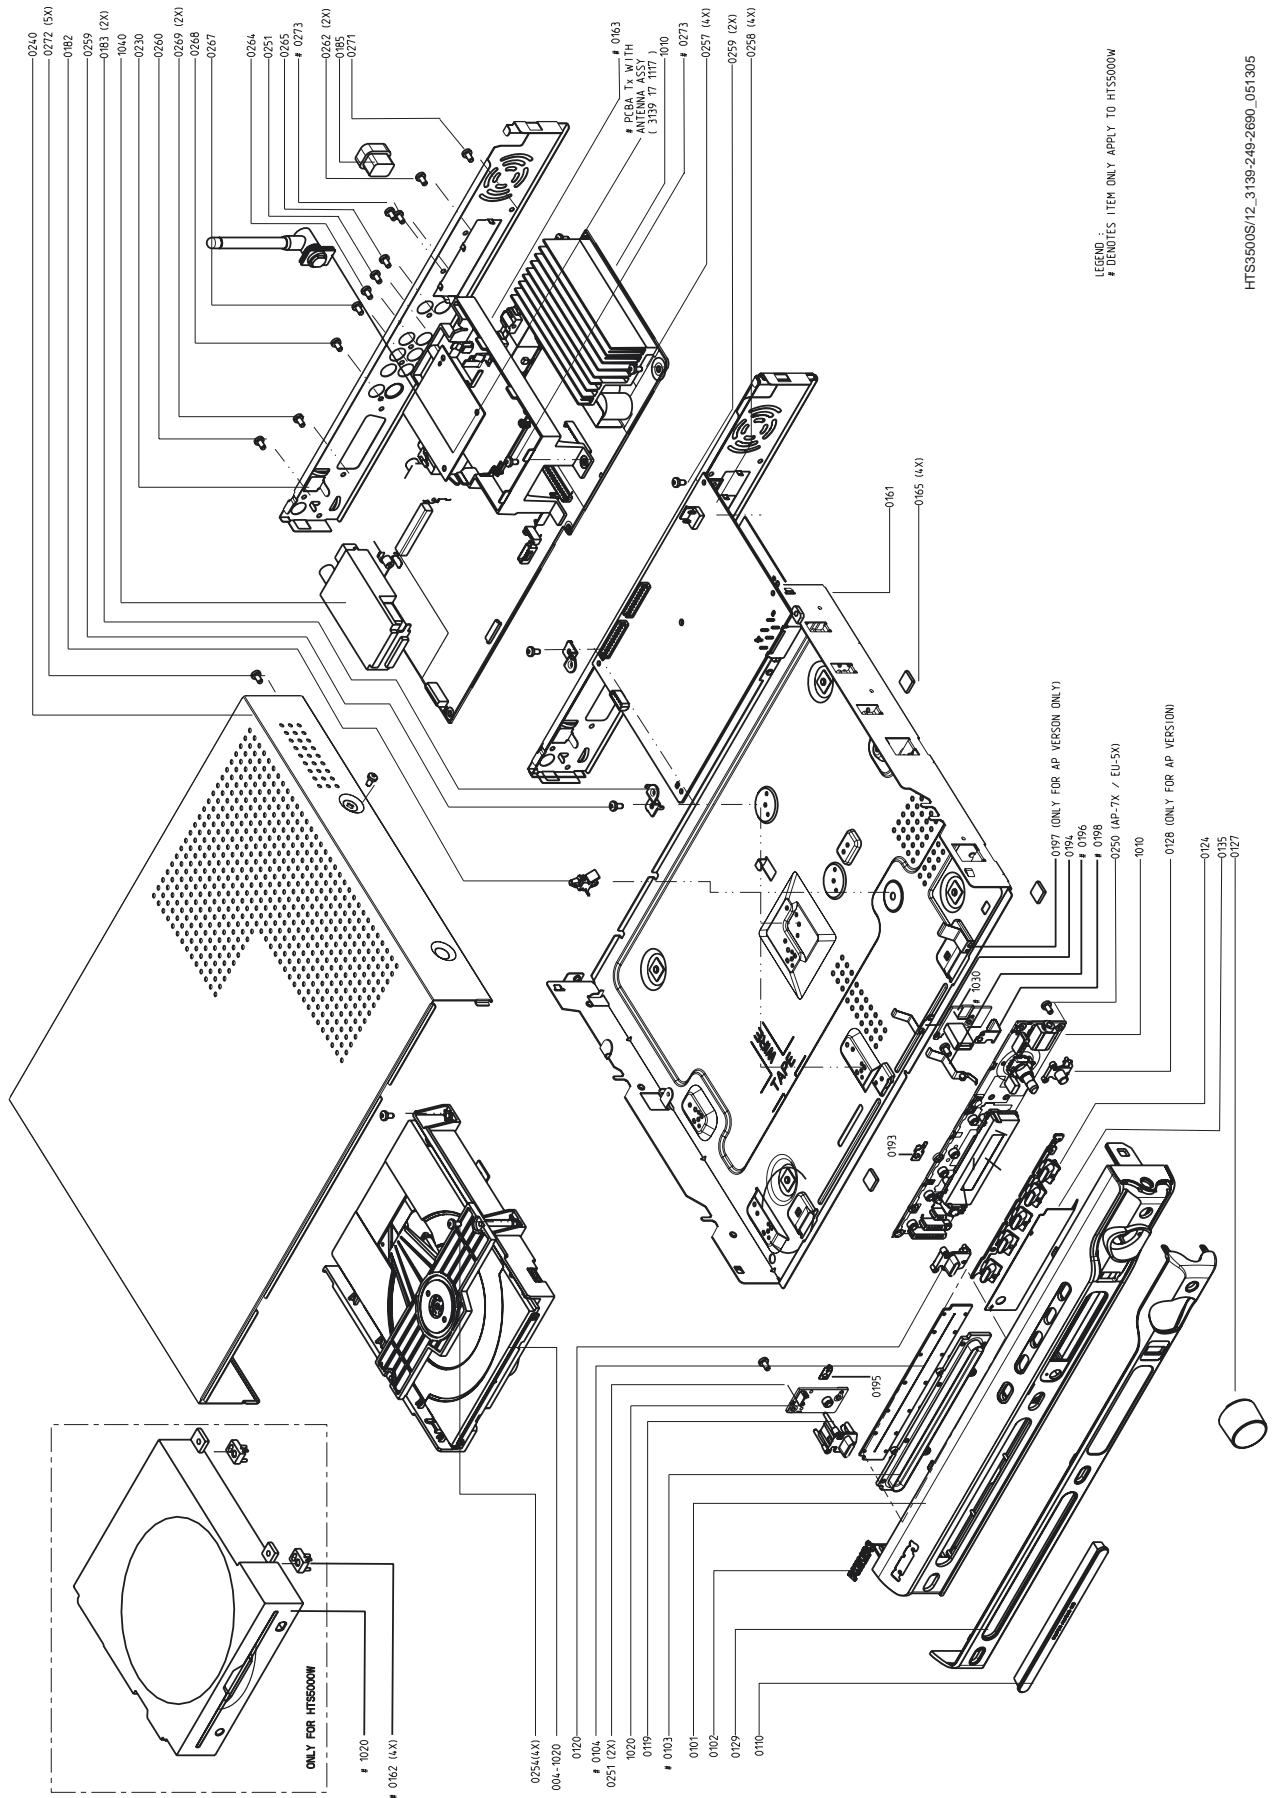 0240
0272 (5X)
0182
0259
0183 (2X)
1040
0230
0260
0269 (2X)
0268
0267
0264
0251
0265
# 0273
0262 (2X)
0185
0271
# 0163
# PCBA Tx WITH
ANTENNA ASSY
( 3139 17 1117 )
1010
# 0273
0257 (4X)
0259 (2X)
0258 (4X)
LEGEND :
# DENOTES ITEM ONLY APPLY TO HTS5000W
HTS3500S/12_3139-249-2690_051305
0161
0165 (4X)
0197 (ONLY FOR AP VERSON ONLY)
0194
# 0196
# 0198
0250 (AP-7X / EU-5X)
1010
0128 (ONLY FOR AP VERSION)
0124
0135
0127
# 1030
0193
0195
TAPE
ONLY FOR HTS5000W
# 1020
# 0162 (4X)
0254(4X)
004-1020
0120
# 0104
0251 (2X)
1020
0119
# 0103
0101
0102
0129
0110